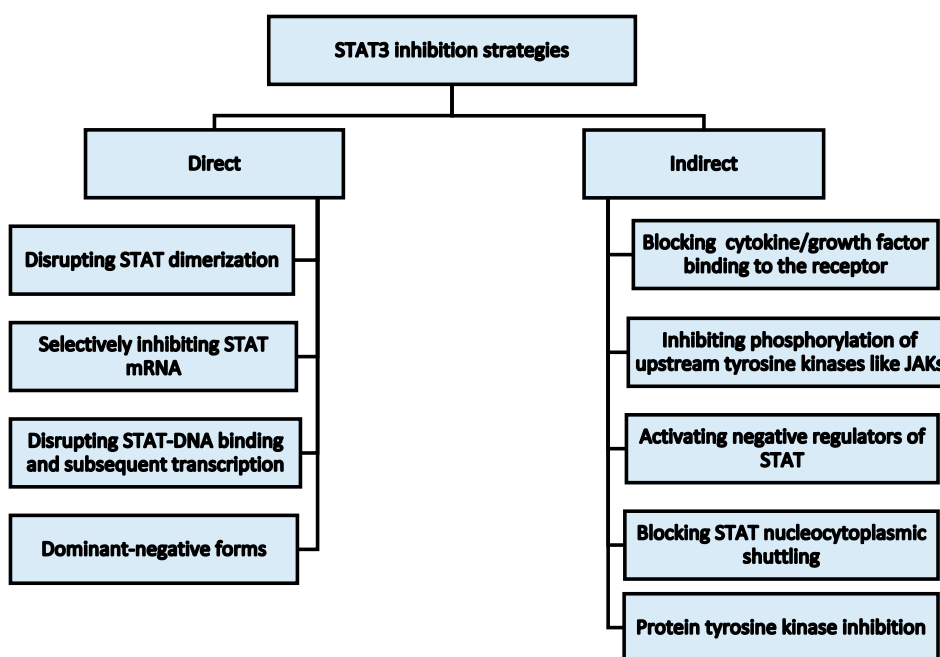 STAT3 inhibition strategies
Direct
Indirect
Disrupting STAT dimerization
Selectively inhibiting STAT
mRNA
Disrupting STAT-DNA binding
and subsequent transcription
Dominant-negative forms
Blocking cytokine/growth factor
binding to the receptor
Inhibiting phosphorylation of
upstream tyrosine kinases like JAKs
Activating negative regulators of
STAT
Blocking STAT nucleocytoplasmic
shuttling
Protein tyrosine kinase inhibition